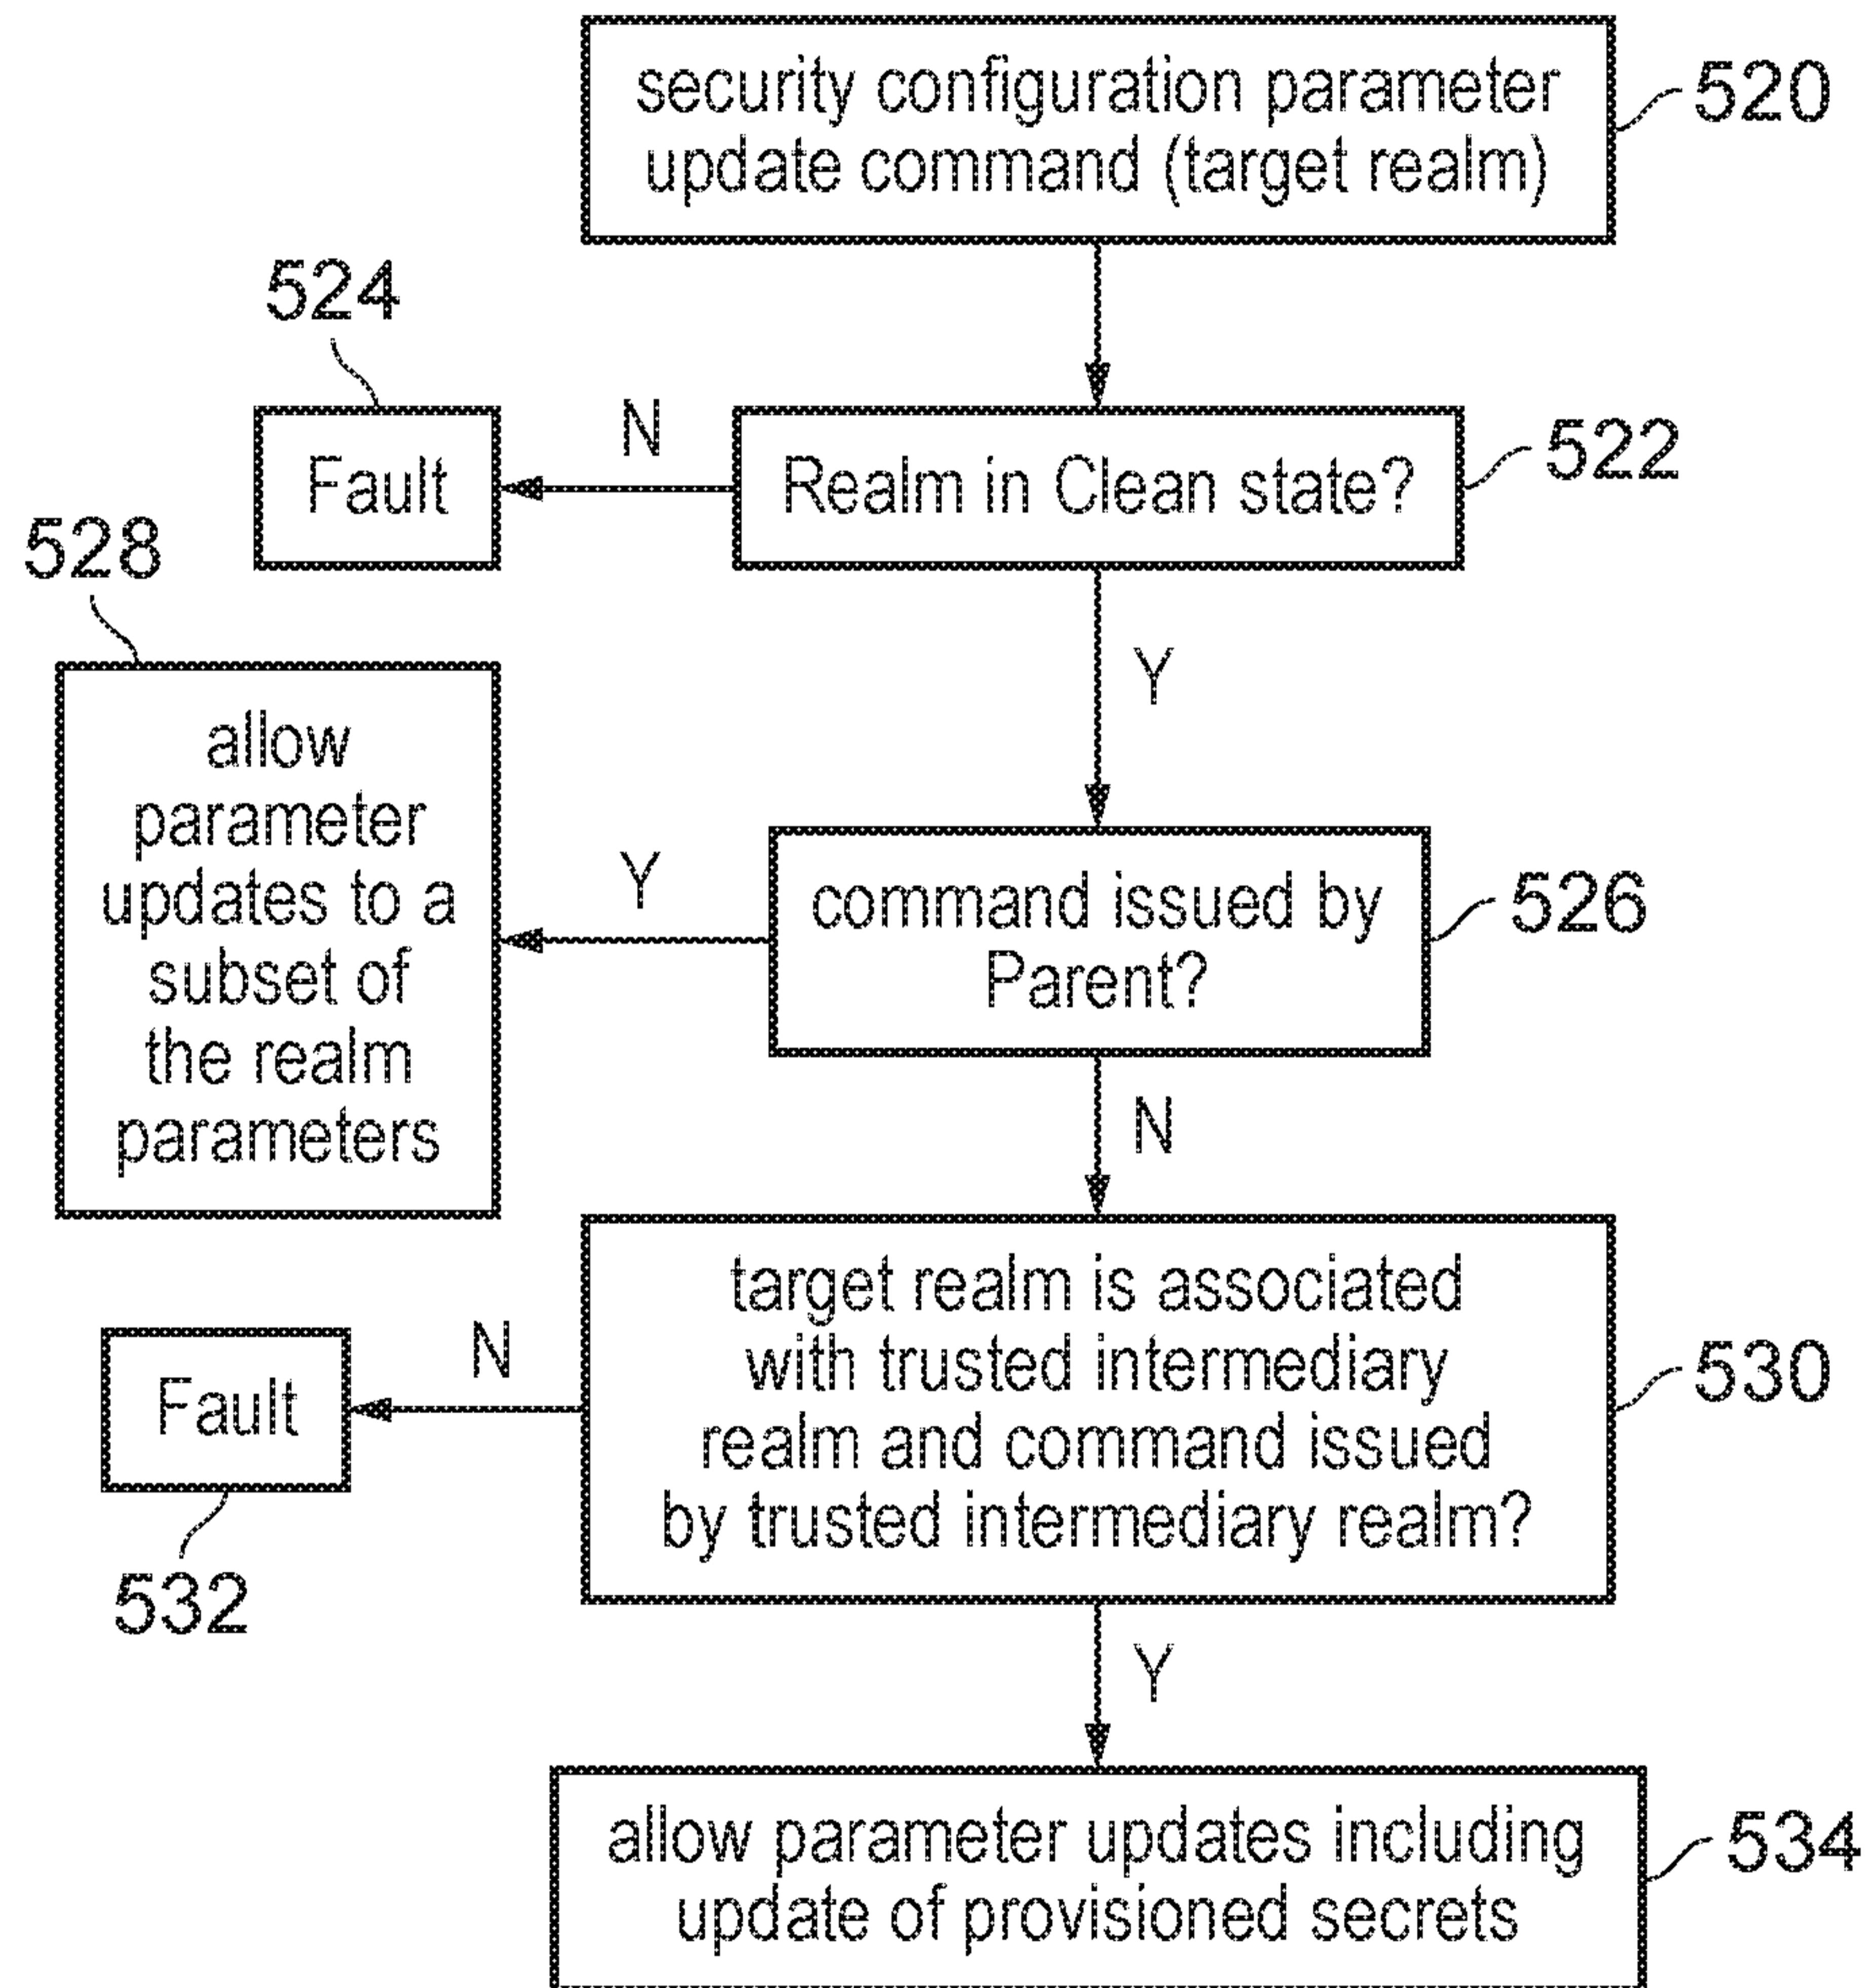 security configuration parameter
update command (target realm)
520
524
Fault
N
Realm in Clean state?
522
528
Y
allow
parameter
updates to a
subset of
the realm
parameters
Y
command issued by
Parent?
526
N
target realm is associated
with trusted intermediary
realm and command issued
by trusted intermediary realm?
530
N
Fault
532
Y
allow parameter updates including
update of provisioned secrets
534